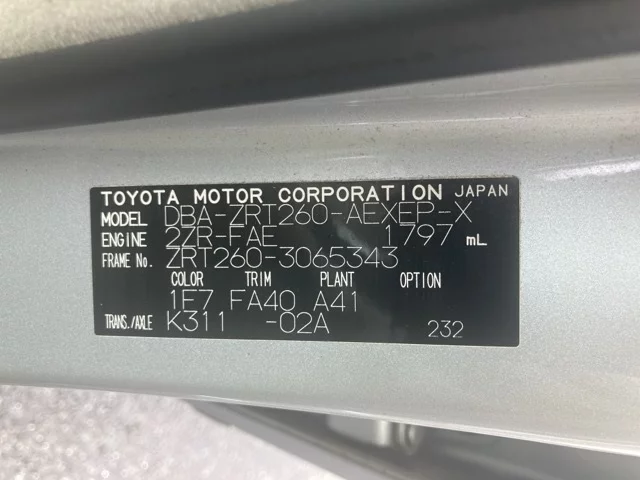 TOYOTA MOTOR CORPORATION JAPAN
MODEL DBA-ZRT260-AEXEP-X
ENGINE 2ZR-FAE 1797 mL
FRAME No. ZRT260-3065343
COLOR TRIM PLANT OPTION
1F7 FA40 A41
TRANS./AXLE K311 -02A 232